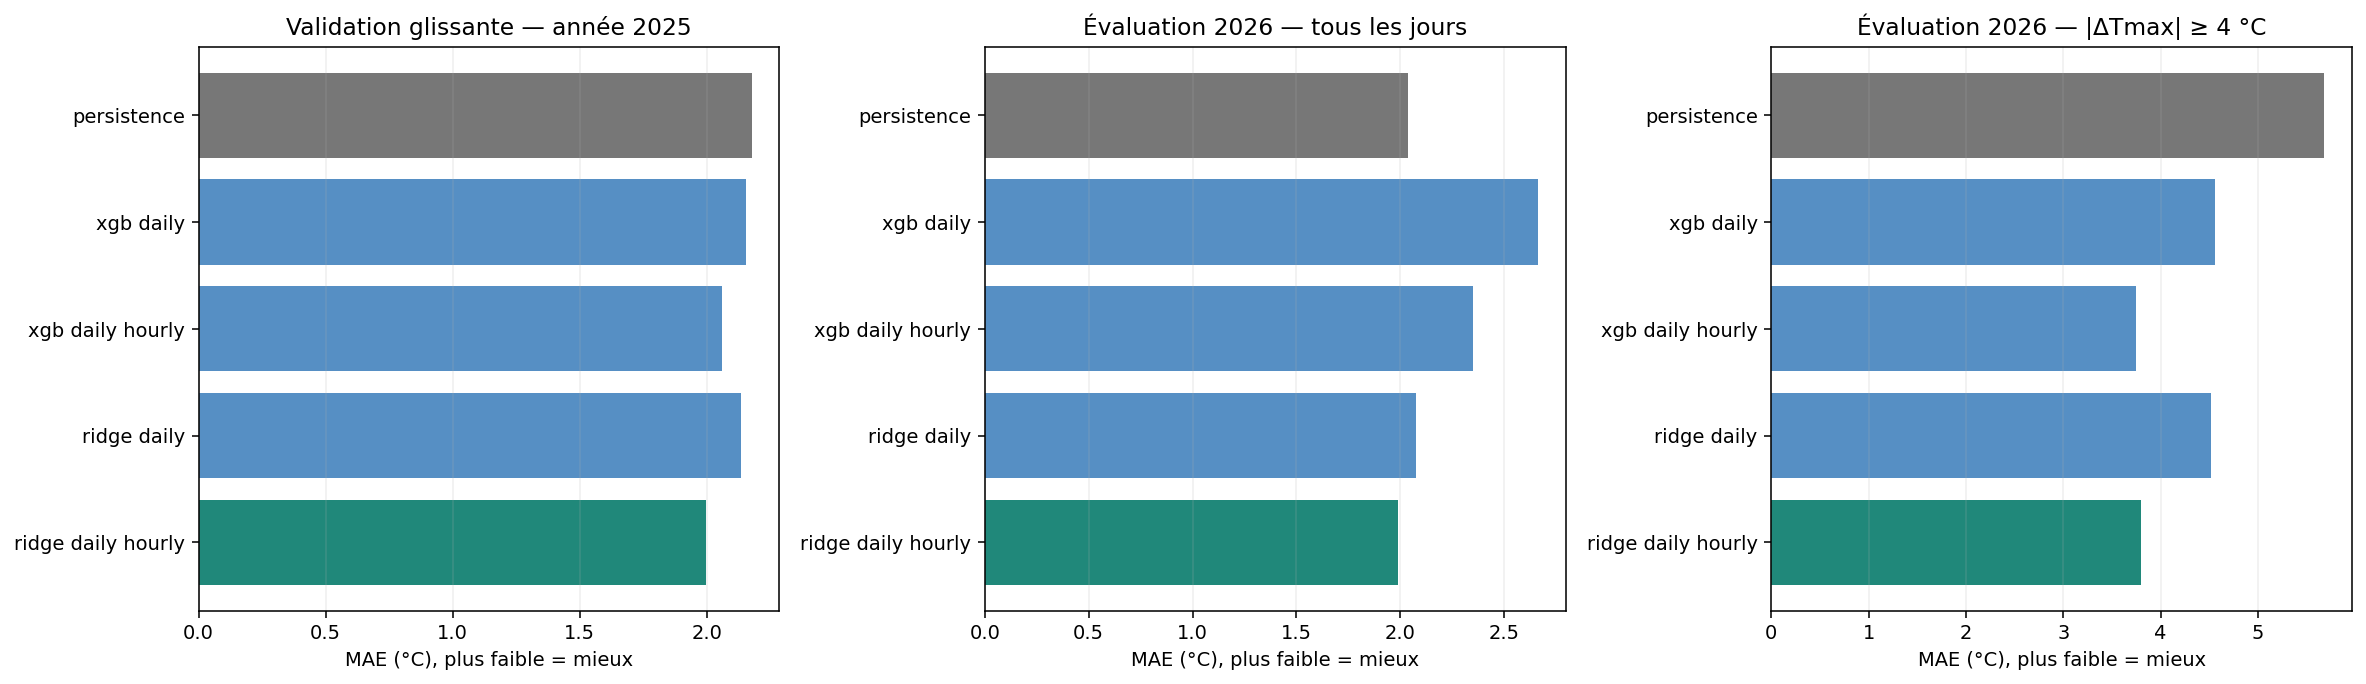 Validation glissante — année 2025
persistence
xgb daily
xgb daily hourly
ridge daily
ridge daily hourly
0.0 0.5 1.0 1.5 2.0
MAE (°C), plus faible = mieux
Évaluation 2026 — tous les jours
persistence
xgb daily
xgb daily hourly
ridge daily
ridge daily hourly
0.0 0.5 1.0 1.5 2.0 2.5
MAE (°C), plus faible = mieux
Évaluation 2026 — |ΔTmax| ≥ 4 °C
persistence
xgb daily
xgb daily hourly
ridge daily
ridge daily hourly
0 1 2 3 4 5
MAE (°C), plus faible = mieux